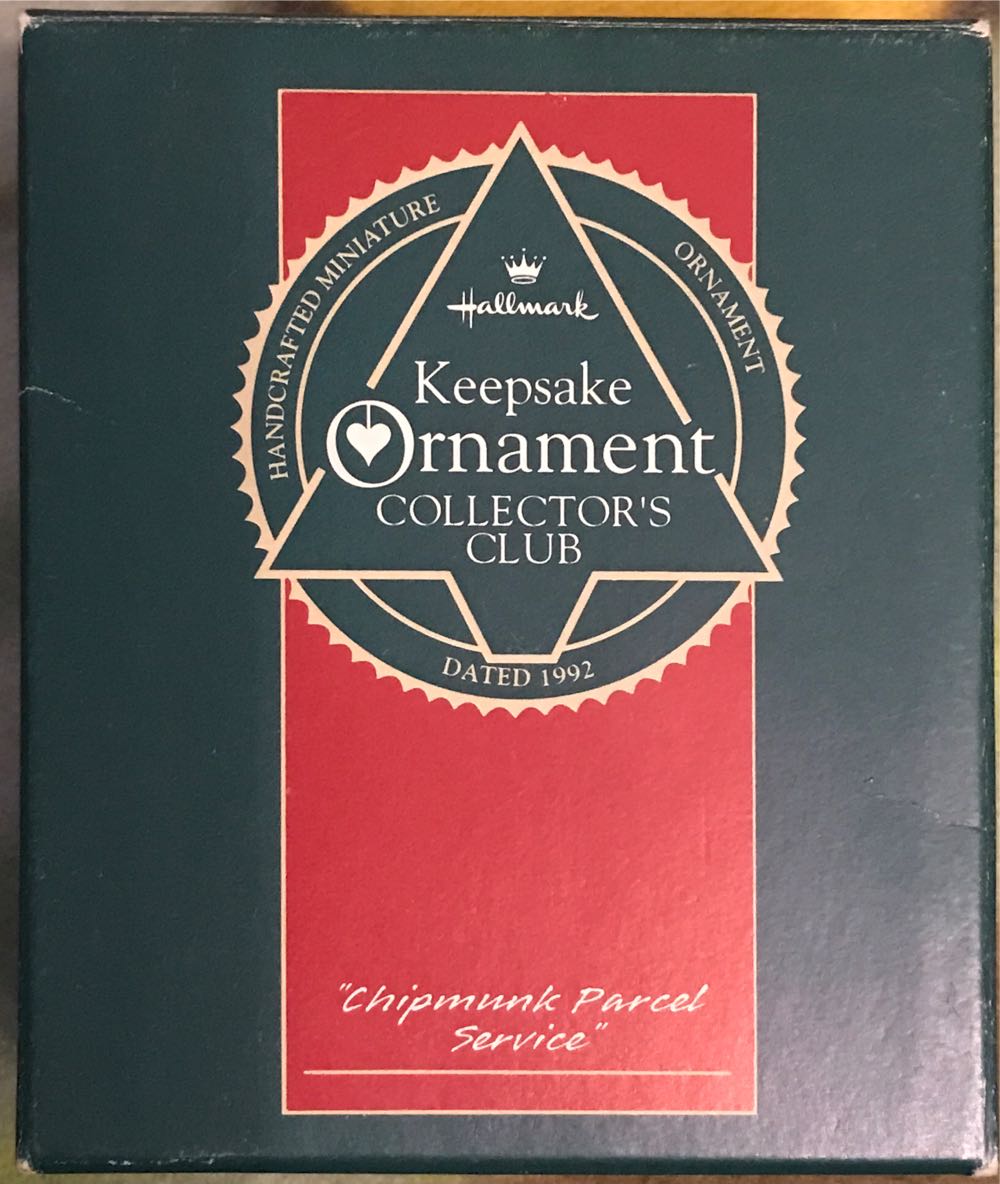 HANDCRAFTED MINIATURE
ORNAMENT
Hallmark
Keepsake
Ornament
COLLECTOR'S
CLUB
DATED 1992
"Chipmunk Parcel
Service"